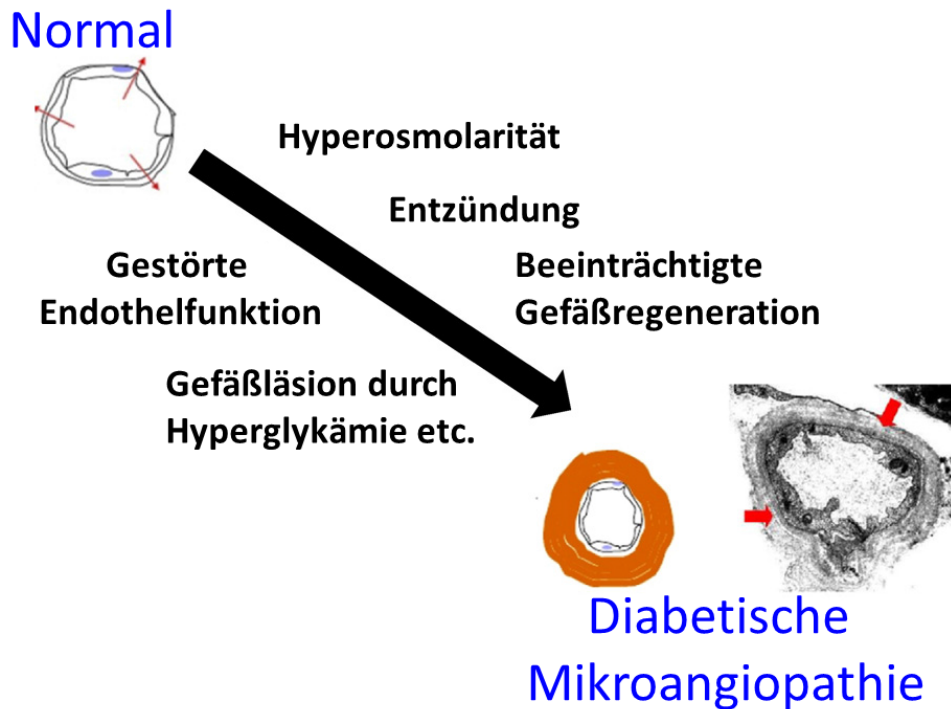 Normal
Hyperosmolarität
Entzündung
Gestörte
Endothelfunktion
Beeinträchtigte
Gefäßregeneration
Gefäßläsion durch
Hyperglykämie etc.
Diabetische
Mikroangiopathie